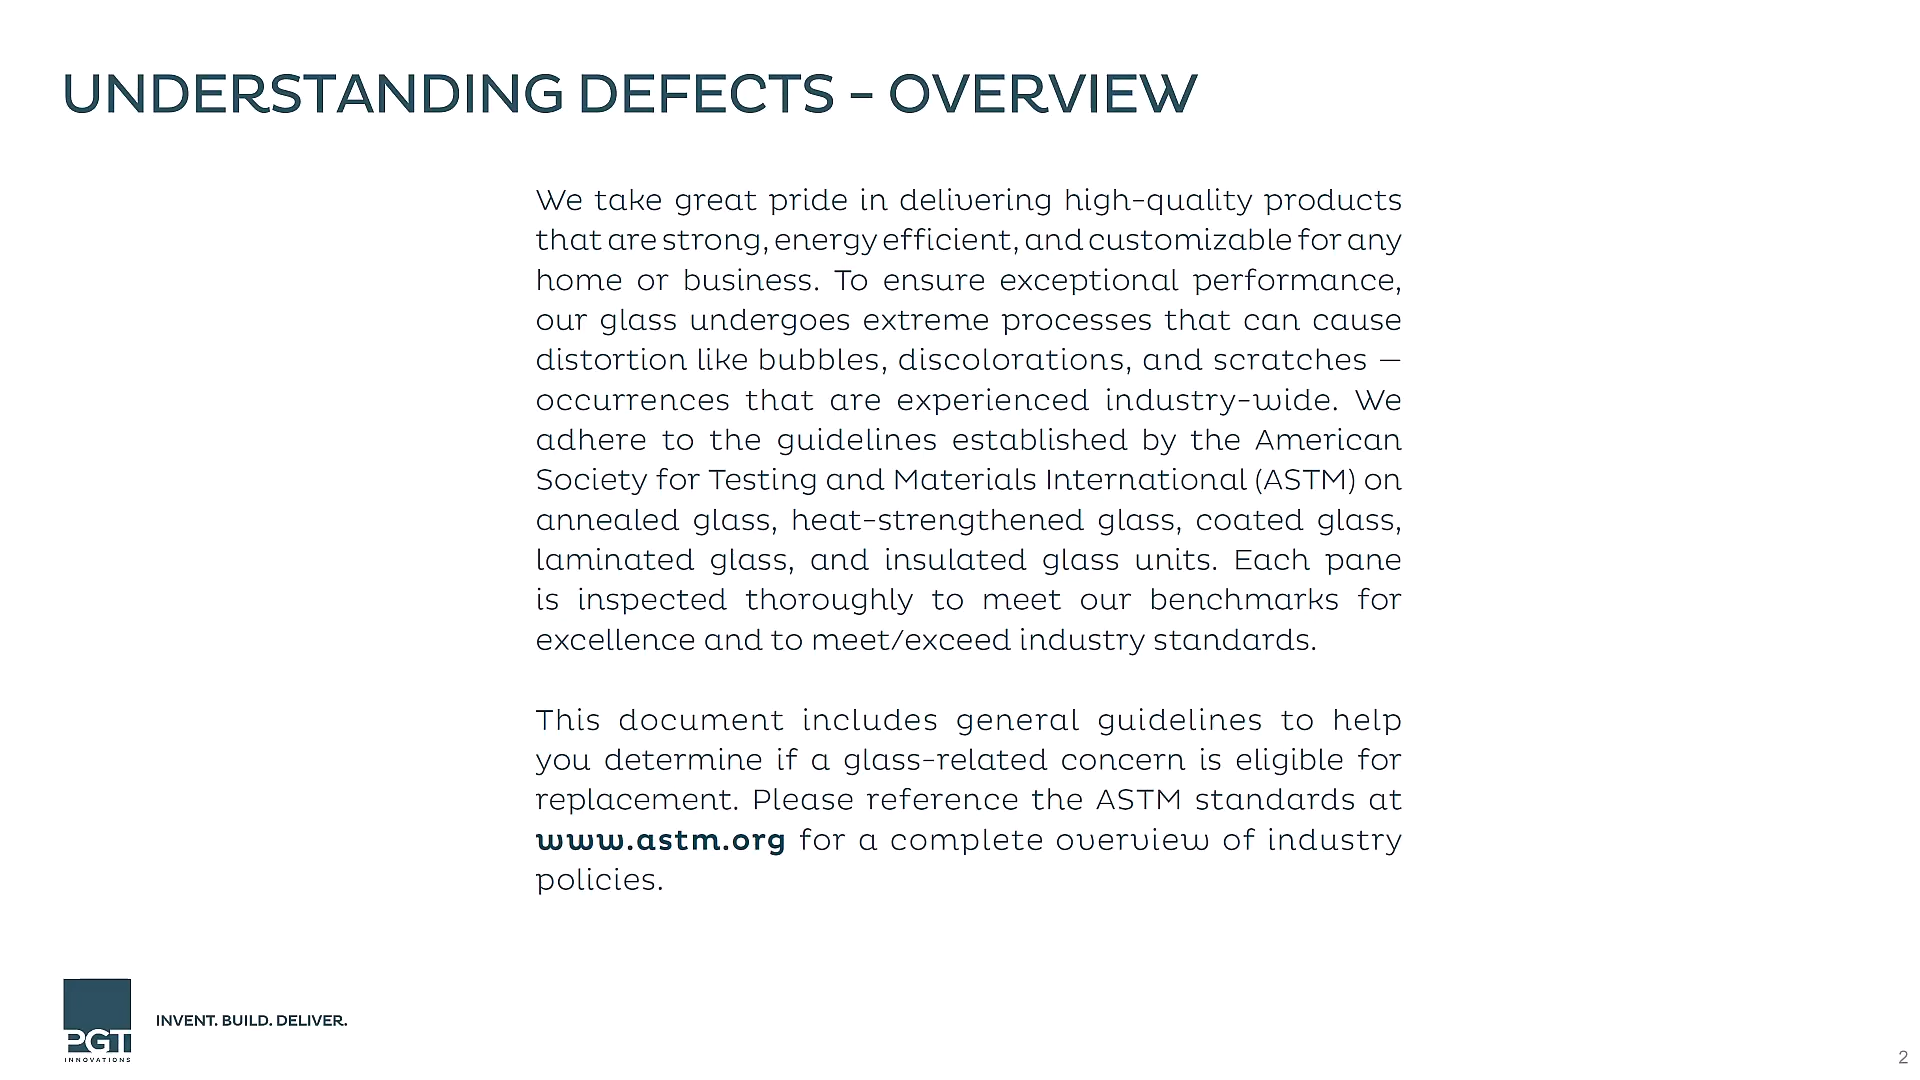 UNDERSTANDING DEFECTS – OVERVIEW
We take great pride in delivering high-quality products
that are strong, energy efficient, and customizable for any
home or business. To ensure exceptional performance,
our glass undergoes extreme processes that can cause
distortion like bubbles, discolorations, and scratches —
occurrences that are experienced industry-wide. We
adhere to the guidelines established by the American
Society for Testing and Materials International (ASTM) on
annealed glass, heat-strengthened glass, coated glass,
laminated glass, and insulated glass units. Each pane
is inspected thoroughly to meet our benchmarks for
excellence and to meet/exceed industry standards.
This document includes general guidelines to help
you determine if a glass-related concern is eligible for
replacement. Please reference the ASTM standards at
www.astm.org for a complete overview of industry
policies.
PGT
INNOVATIONS
INVENT. BUILD. DELIVER.
2